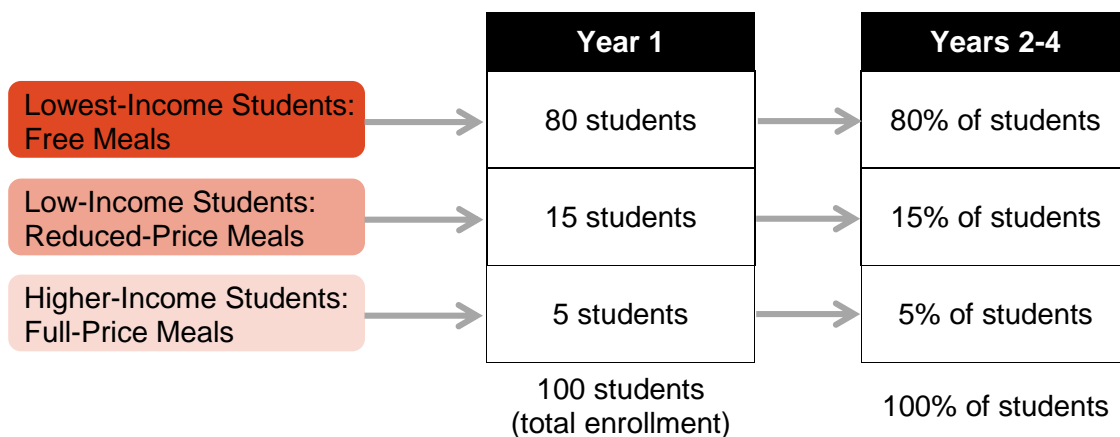 Year 1
Years 2-4
Lowest-Income Students:
Free Meals
80 students
80% of students
Low-Income Students:
Reduced-Price Meals
15 students
15% of students
Higher-Income Students:
Full-Price Meals
5 students
5% of students
100 students
(total enrollment)
100% of students